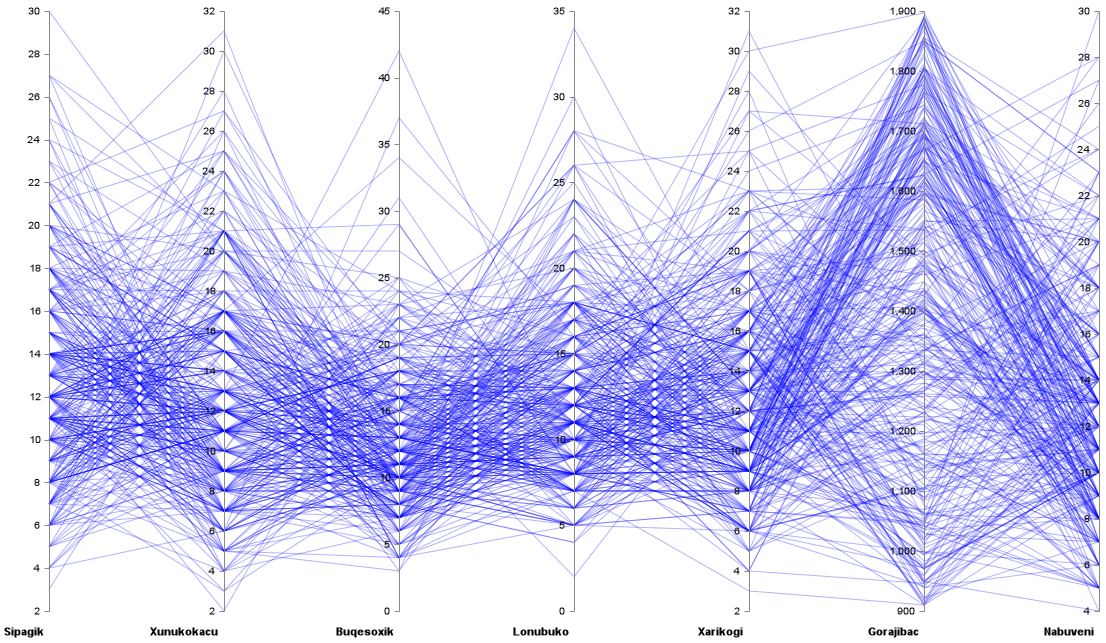 30 32 45 35 32 1,900 30
28 30 40 30 30 1,800 28
26 28 35 25 28 1,700 26
24 26 30 20 26 1,600 24
22 24 25 15 24 1,500 22
20 22 20 10 22 1,400 20
18 20 15 5 20 1,300 18
16 18 10 0 18 1,200 16
14 16 5 16 1,100 14
12 14 0 14 1,000 12
10 12 12 900 10
8 10 10 8
6 8 8 6
4 6 6 4
2 4 4
2 2
Sipagik Xunukokacu Buqesoxik Lonubuko Xarikogi Gorajibac Nabuveni